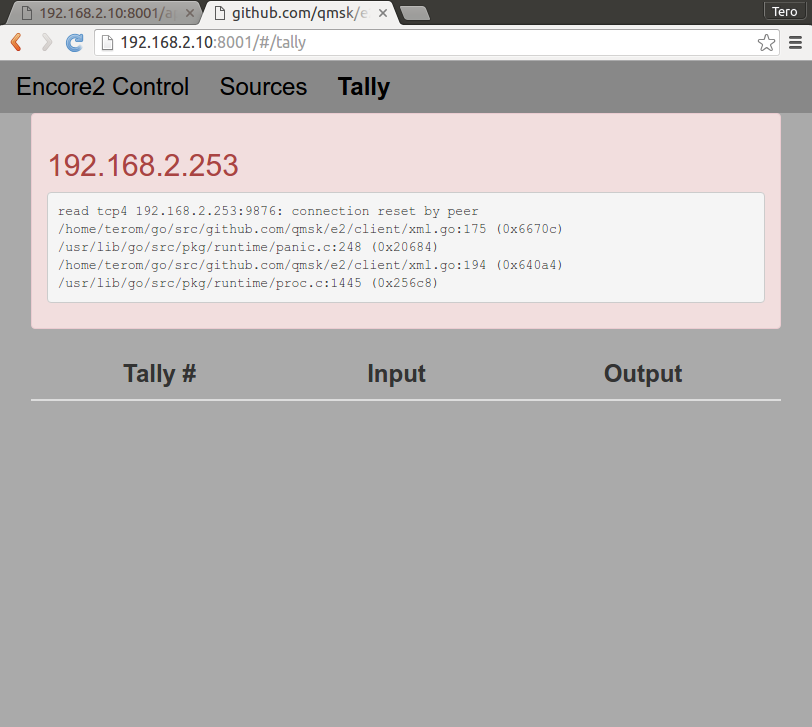 192.168.2.10:8001/a
github.com/qmsk/e
Tero
192.168.2.10:8001/#/tally
Encore2 Control Sources Tally
192.168.2.253
read tcp4 192.168.2.253:9876: connection reset by peer
/home/terom/go/src/github.com/qmsk/e2/client/xml.go:175 (0x6670c)
/usr/lib/go/src/pkg/runtime/panic.c:248 (0x20684)
/home/terom/go/src/github.com/qmsk/e2/client/xml.go:194 (0x640a4)
/usr/lib/go/src/pkg/runtime/proc.c:1445 (0x256c8)
Tally # Input Output